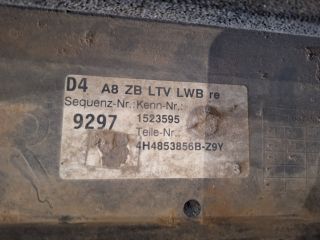 D4 A8 ZB LTV LWB re
Sequenz-Nr.: Kenn-Nr.:
9297 1523595
Teile-Nr.:
4H4853856B-Z9Y